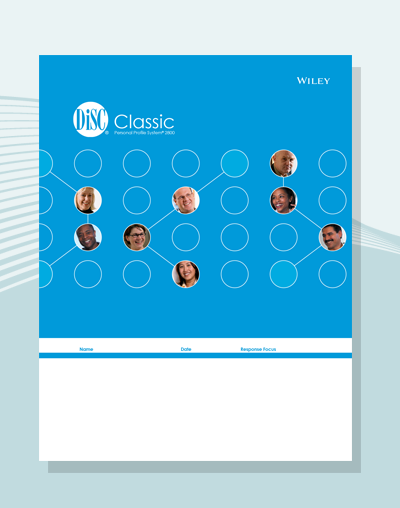 WILEY
DiSC® Classic
Personal Profile System® 2800
Name Date Response Focus